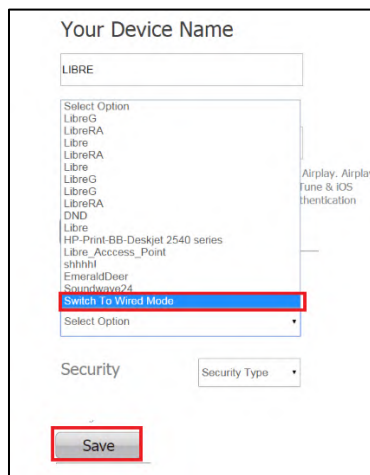 Your Device Name
LIBRE
Select Option
LibreG
LibreRA
Libre
LibreRA
Libre
LibreG
LibreG
LibreRA
DND
Libre
HP-Print-BB-Deskjet 2540 series
Libre_Acccess_Point
shhhh!
EmeraldDeer
Soundwave24
Switch To Wired Mode
Airplay. Airplay
Tune & iOS
thentication
Select Option
Security
Security Type
Save